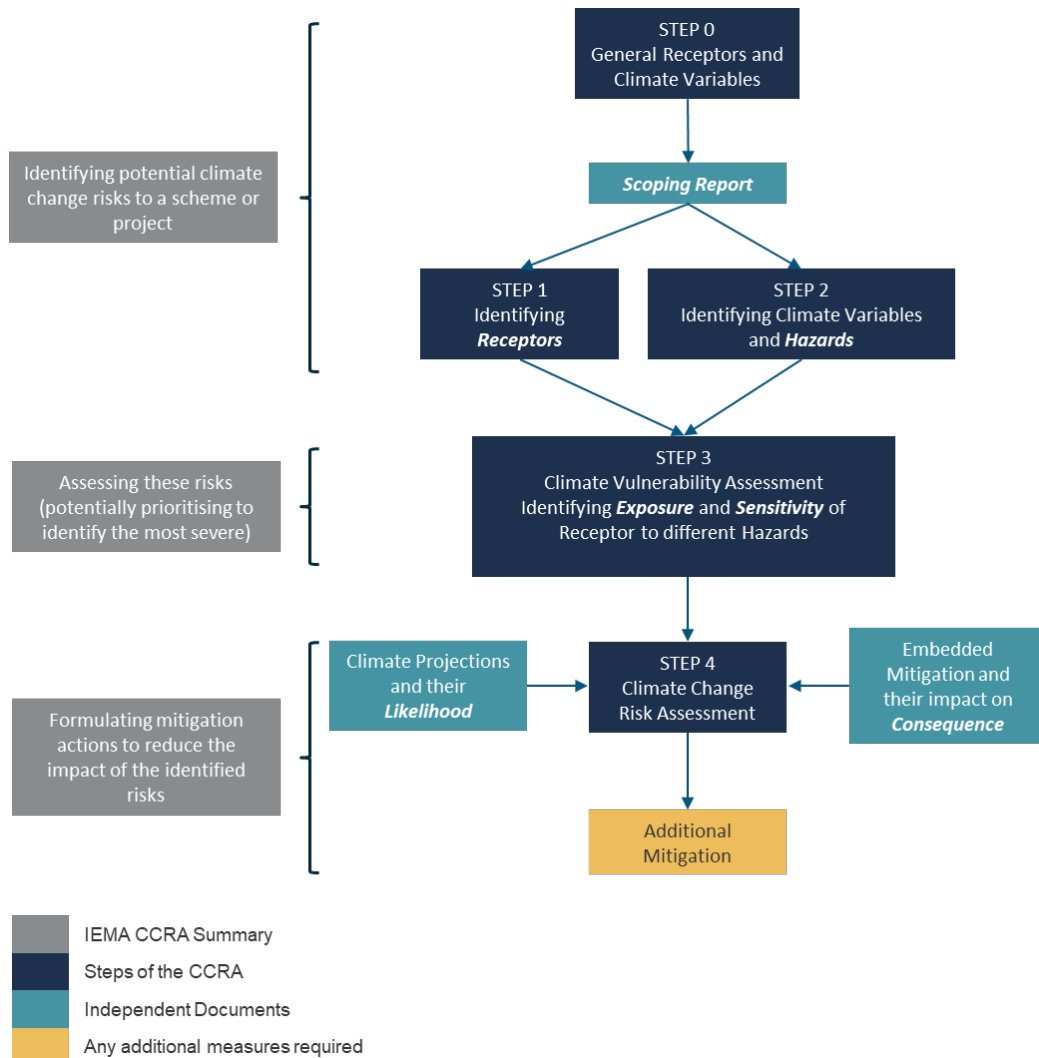 STEP 0
General Receptors and
Climate Variables
Identifying potential climate
change risks to a scheme or
project
Scoping Report
STEP 1
Identifying
Receptors
STEP 2
Identifying Climate Variables
and Hazards
Assessing these risks
(potentially prioritising to
identify the most severe)
STEP 3
Climate Vulnerability Assessment
Identifying Exposure and Sensitivity of
Receptor to different Hazards
Formulating mitigation
actions to reduce the
impact of the identified
risks
Climate Projections
and their
Likelihood
STEP 4
Climate Change
Risk Assessment
Embedded
Mitigation and
their impact on
Consequence
Additional
Mitigation
IEMA CCRA Summary
Steps of the CCRA
Independent Documents
Any additional measures required